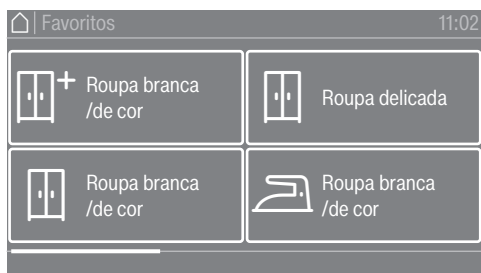 Favoritos 11:02
Roupa branca
/de cor
Roupa delicada
Roupa branca
/de cor
Roupa branca
/de cor